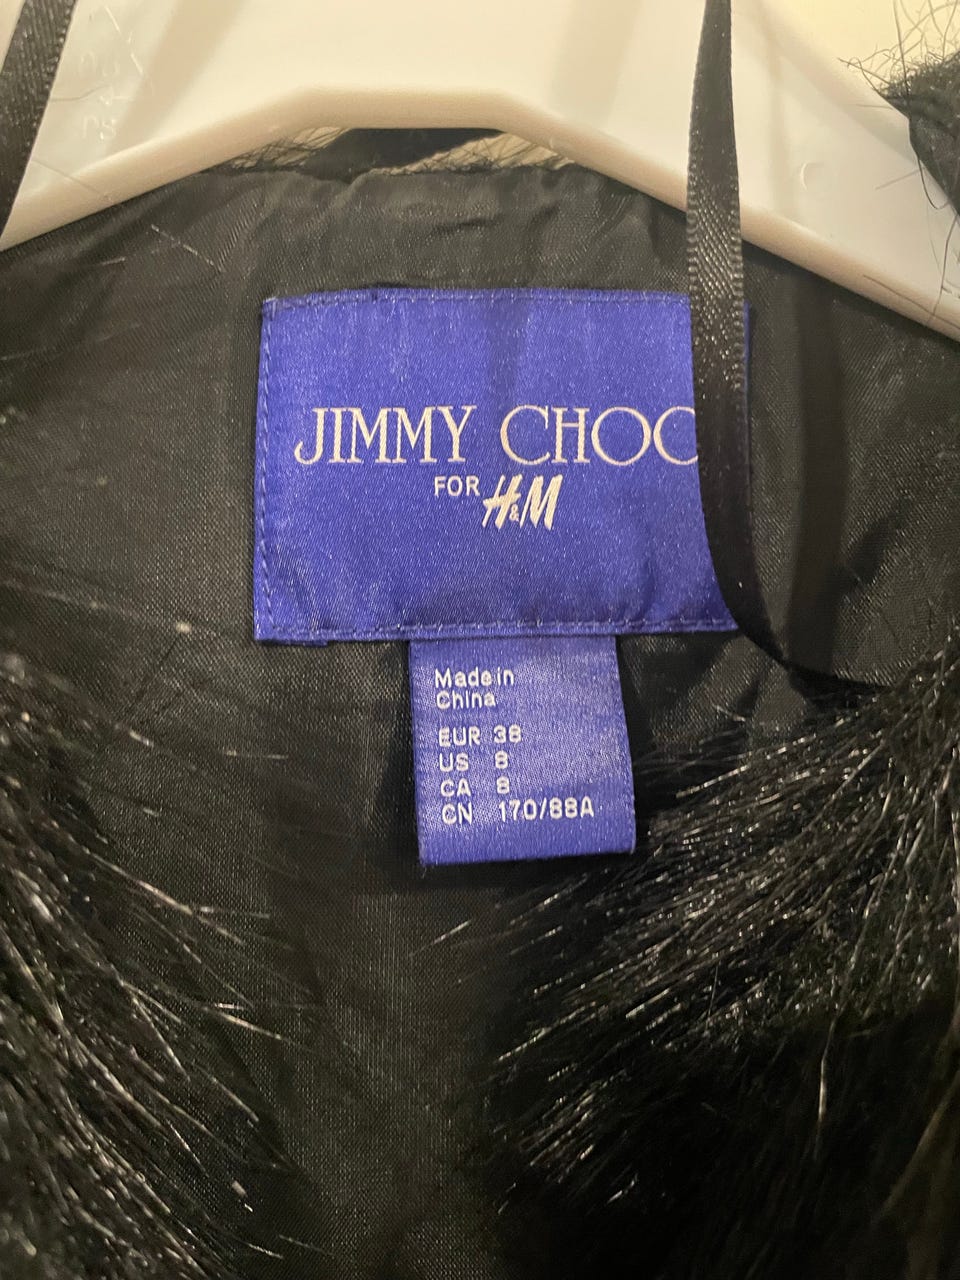 JIMMY CHOO
FOR H&M
Made in
China
EUR 38
US 8
CA 8
CN 170/88A